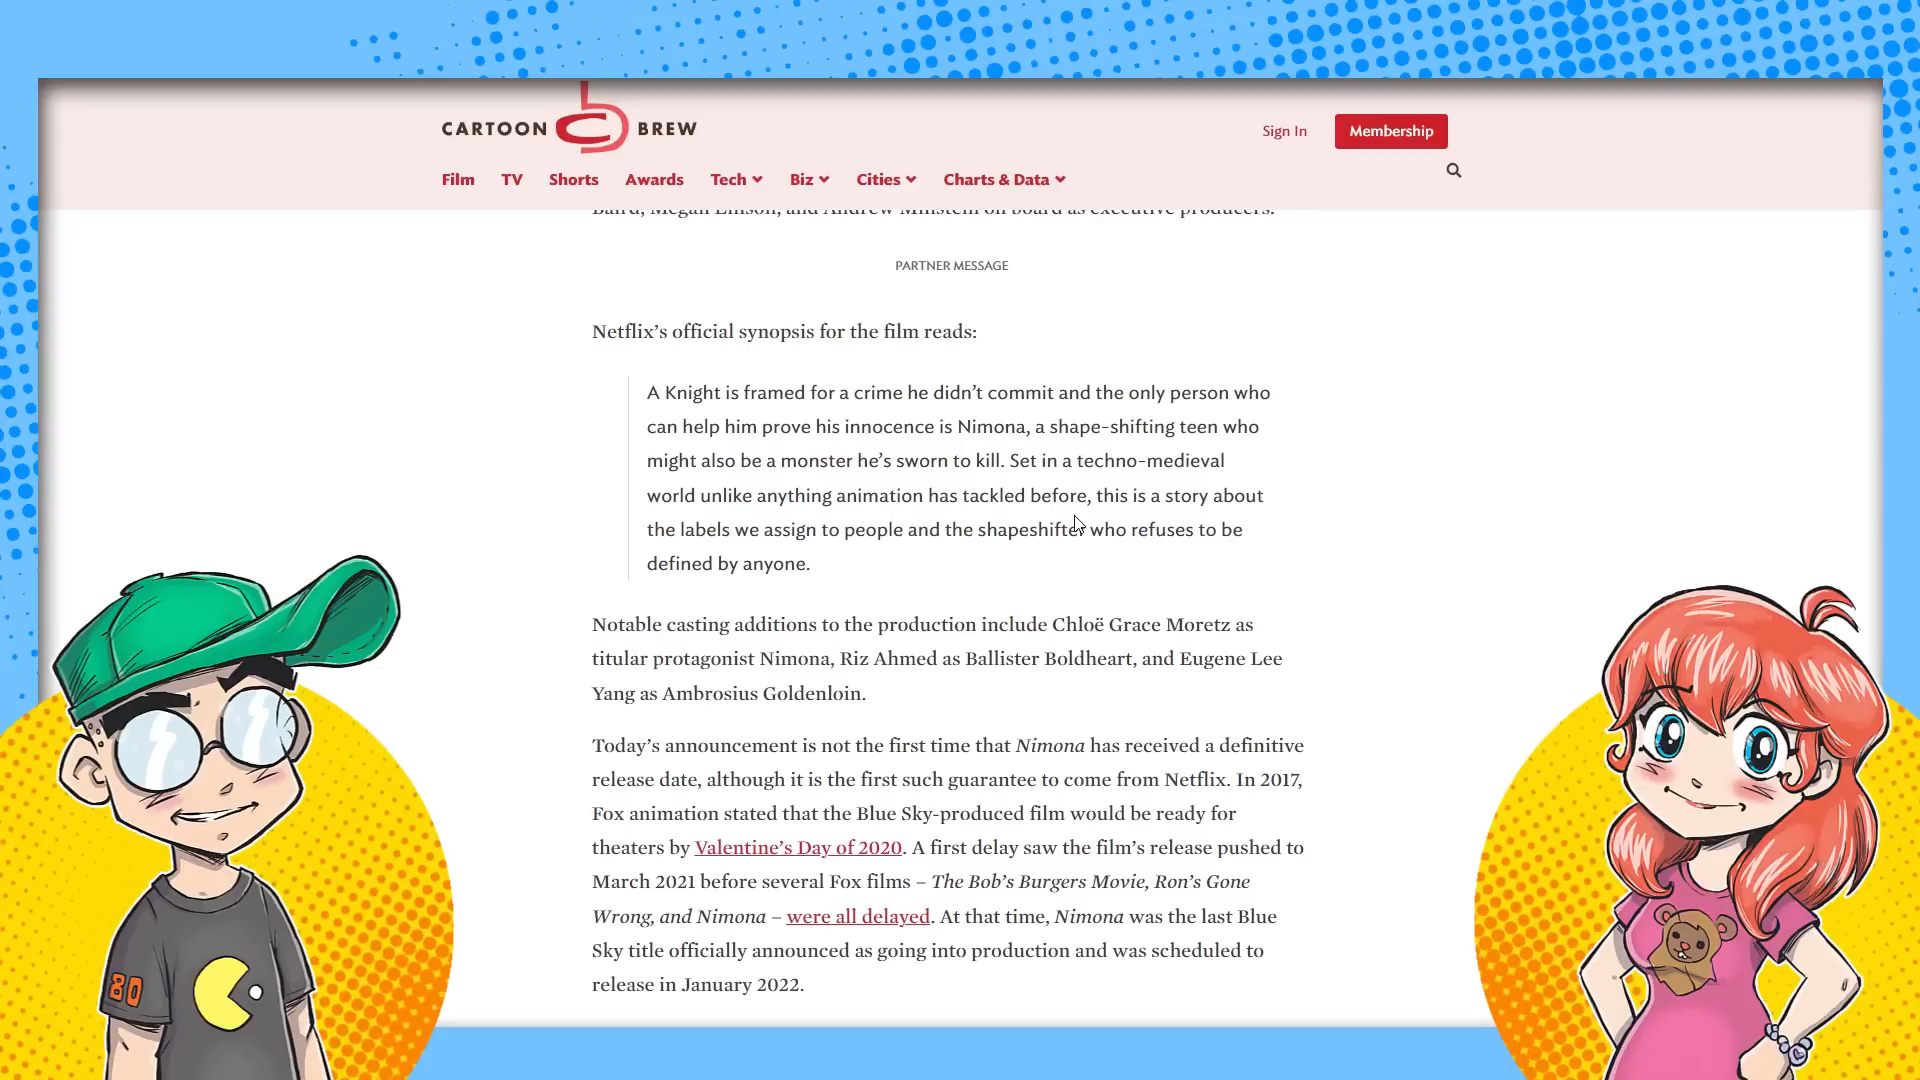 CARTOON BREW
Sign In
Membership
Film TV Shorts Awards Tech Biz Cities Charts & Data
Baird, Megan Ellison, and Andrew Millstein on board as executive producers.
PARTNER MESSAGE
Netflix’s official synopsis for the film reads:
A Knight is framed for a crime he didn’t commit and the only person who
can help him prove his innocence is Nimona, a shape-shifting teen who
might also be a monster he’s sworn to kill. Set in a techno-medieval
world unlike anything animation has tackled before, this is a story about
the labels we assign to people and the shapeshifter who refuses to be
defined by anyone.
Notable casting additions to the production include Chloë Grace Moretz as
titular protagonist Nimona, Riz Ahmed as Ballister Boldheart, and Eugene Lee
Yang as Ambrosius Goldenloin.
Today’s announcement is not the first time that Nimona has received a definitive
release date, although it is the first such guarantee to come from Netflix. In 2017,
Fox animation stated that the Blue Sky-produced film would be ready for
theaters by Valentine’s Day of 2020. A first delay saw the film’s release pushed to
March 2021 before several Fox films – The Bob’s Burgers Movie, Ron’s Gone
Wrong, and Nimona – were all delayed. At that time, Nimona was the last Blue
Sky title officially announced as going into production and was scheduled to
release in January 2022.
80